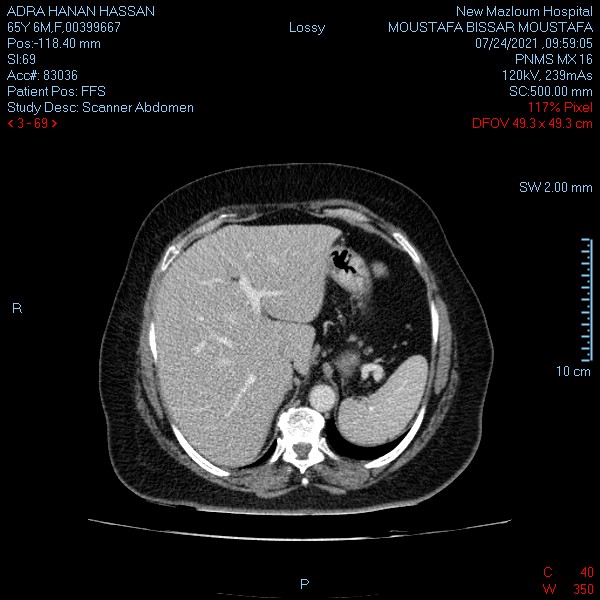 ADRA HANAN HASSAN
65Y 6M,F,00399667
Pos:-118.40 mm
SI:69
Acc#: 83036
Patient Pos: FFS
Study Desc: Scanner Abdomen
< 3 - 69 >
Lossy
New Mazloum Hospital
MOUSTAFA BISSAR MOUSTAFA
07/24/2021 ,09:59:05
PNMS MX 16
120kV, 239mAs
SC:500.00 mm
117% Pixel
DFOV 49.3 x 49.3 cm
SW 2.00 mm
R
10 cm
P
C 40
W 350